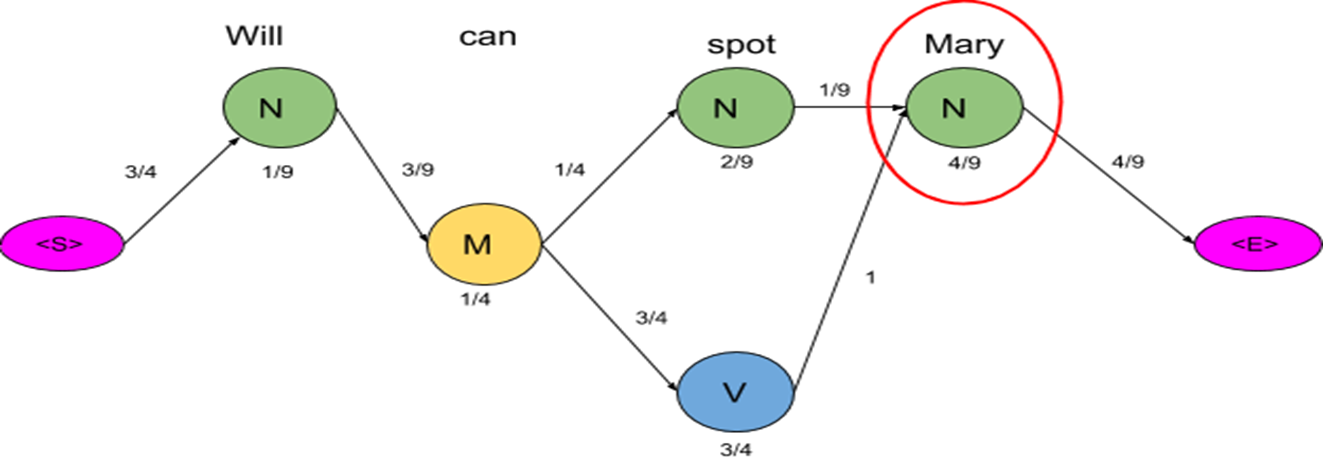 Will can spot Mary
N N 1/9 N
3/4 1/9 3/9 1/4 2/9 4/9 4/9
<S> M <E>
1/4 3/4 1
V
3/4